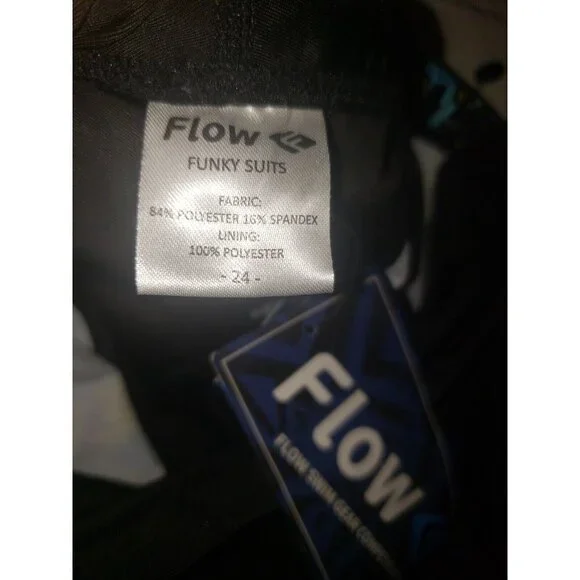 Flow
FUNKY SUITS
FABRIC:
84% POLYESTER 16% SPANDEX
LINING:
100% POLYESTER
- 24 -
FLOW
FLOW SWIM GEAR